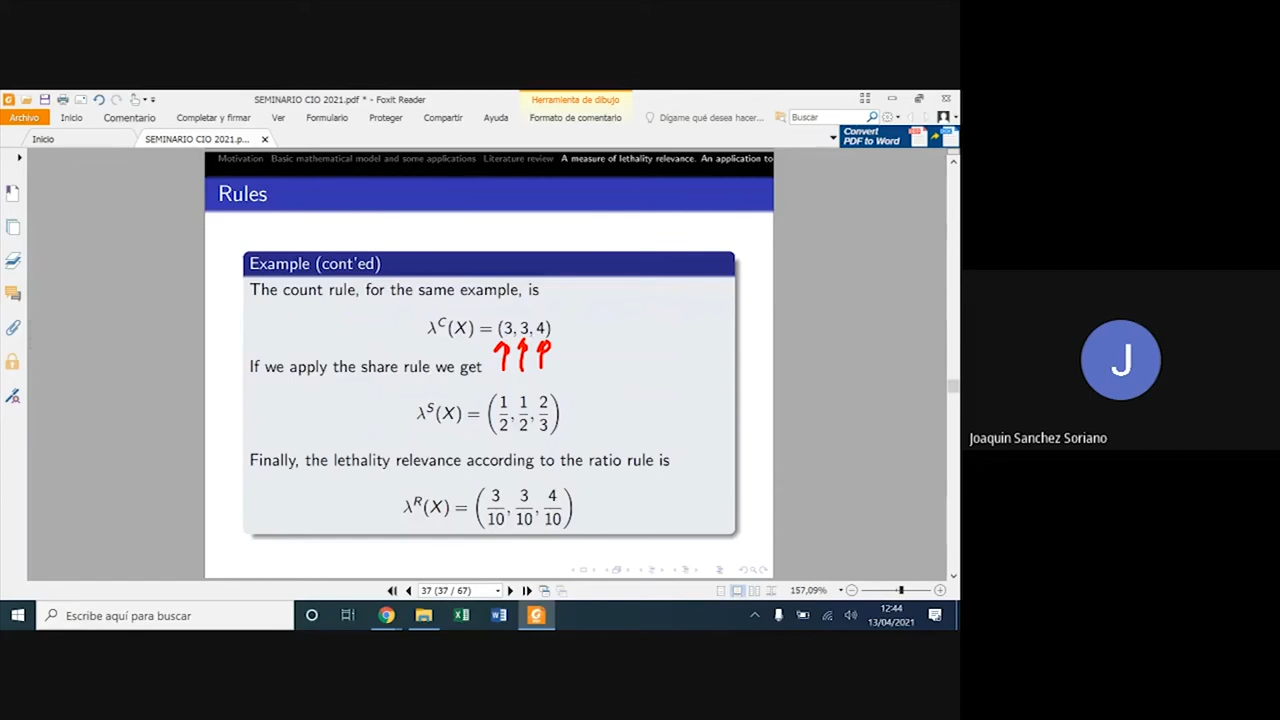 SEMINARIO CIO 2021.pdf * - Foxit Reader
Herramienta de dibujo
Archivo Inicio Comentario Completar y firmar Ver Formulario Proteger Compartir Ayuda Formato de comentario Dígame qué desea hacer... Buscar
Inicio SEMINARIO CIO 2021.p... Convert PDF to Word
Motivation Basic mathematical model and some applications Literature review A measure of lethality relevance. An application to
Rules
Example (cont'ed)
The count rule, for the same example, is
λ^C(X) = (3, 3, 4)
If we apply the share rule we get
λ^S(X) = (1/2, 1/2, 2/3)
Finally, the lethality relevance according to the ratio rule is
λ^R(X) = (3/10, 3/10, 4/10)
J
Joaquin Sanchez Soriano
37 (37 / 67) 157,09%
Escribe aquí para buscar
12:44
13/04/2021